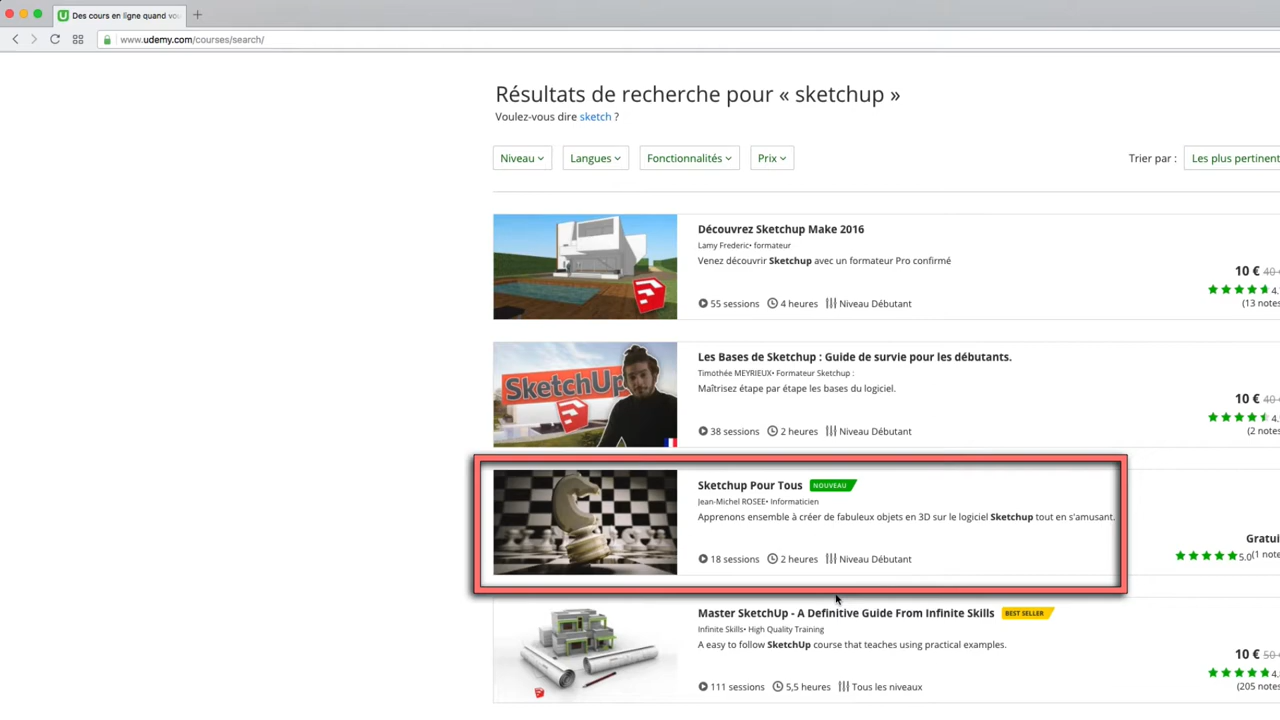 Des cours en ligne quand vo
www.udemy.com/courses/search/
Résultats de recherche pour « sketchup »
Voulez-vous dire sketch ?
Niveau Langues Fonctionnalités Prix Trier par : Les plus pertinent
Découvrez Sketchup Make 2016
Lamy Frederic• formateur
Venez découvrir Sketchup avec un formateur Pro confirmé
10 € 40
4.
55 sessions 4 heures Niveau Débutant
(13 notes
Les Bases de Sketchup : Guide de survie pour les débutants.
Timothée MEYRIEUX• Formateur Sketchup :
Maîtrisez étape par étape les bases du logiciel.
SketchUp
10 € 40
4.
38 sessions 2 heures Niveau Débutant
(2 notes
Sketchup Pour Tous NOUVEAU
Jean-Michel ROSEE• Informaticien
Apprenons ensemble à créer de fabuleux objets en 3D sur le logiciel Sketchup tout en s'amusant.
Gratui
5.0 (1 note
18 sessions 2 heures Niveau Débutant
Master SketchUp - A Definitive Guide From Infinite Skills BEST SELLER
Infinite Skills• High Quality Training
A easy to follow SketchUp course that teaches using practical examples.
10 € 50
4.
111 sessions 5,5 heures Tous les niveaux
(205 notes